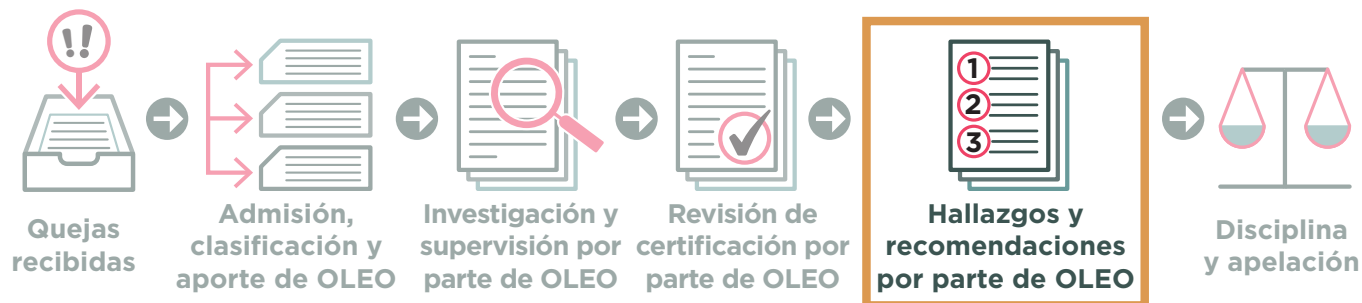 !!
Quejas
recibidas
Admisión,
clasificación y
aporte de OLEO
Investigación y
supervisión por
parte de OLEO
Revisión de
certificación por
parte de OLEO
1
2
3
Hallazgos y
recomendaciones
por parte de OLEO
Disciplina
y apelación